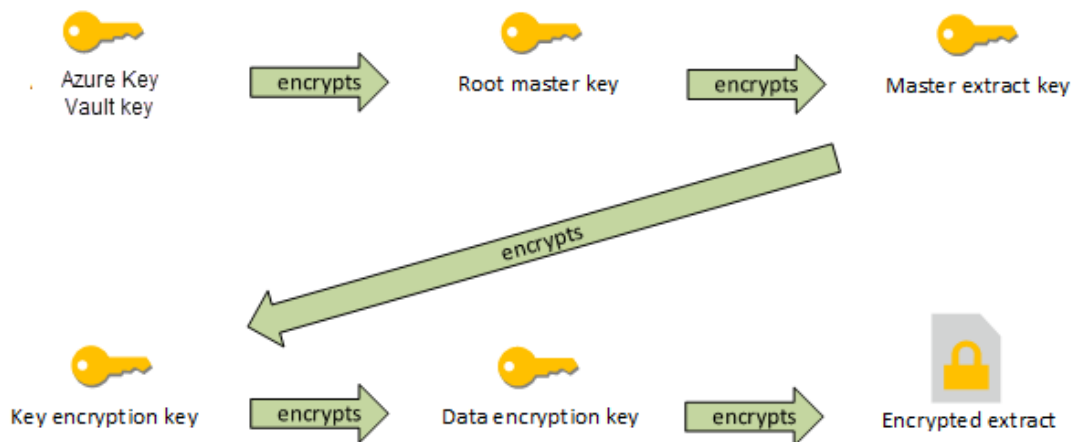 Azure Key
Vault key
encrypts
Root master key
encrypts
Master extract key
encrypts
Key encryption key
encrypts
Data encryption key
encrypts
Encrypted extract